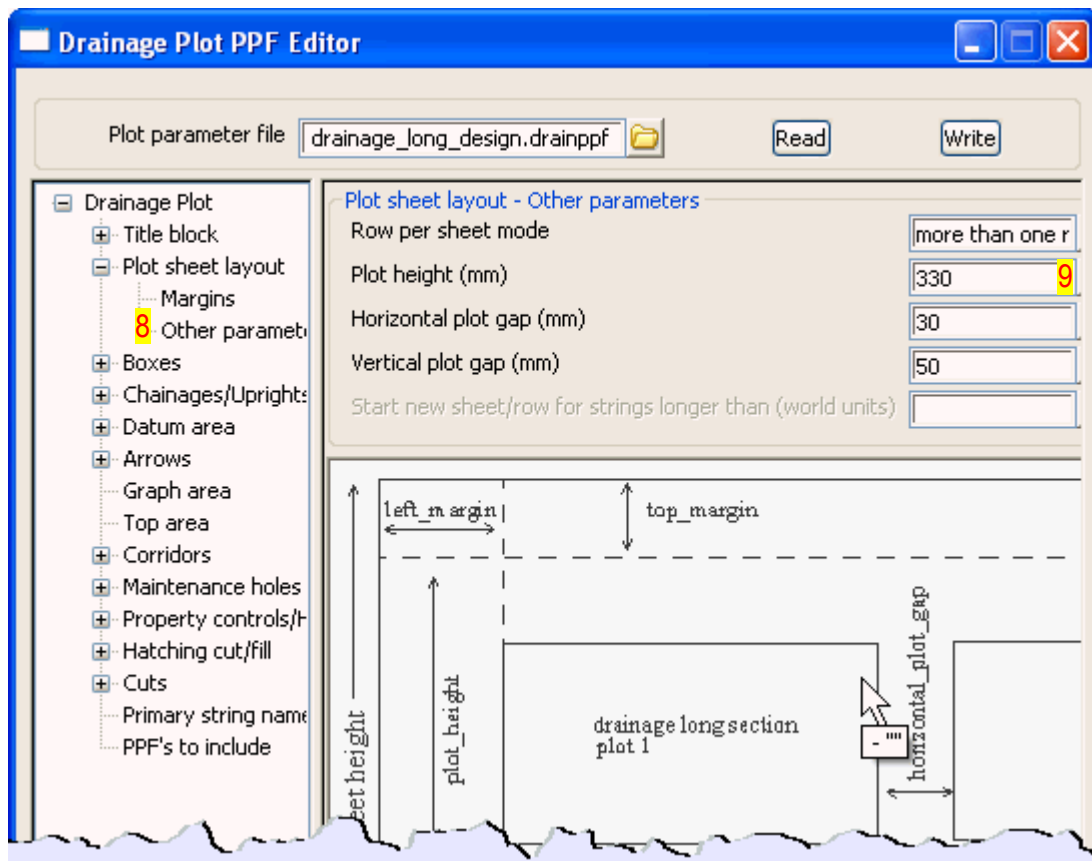 Drainage Plot PPF Editor
Plot parameter file drainage_long_design.drainppf Read Write
Drainage Plot
Title block
Plot sheet layout
Margins
8 Other paramet
Boxes
Chainages/Uprights
Datum area
Arrows
Graph area
Top area
Corridors
Maintenance holes
Property controls/H
Hatching cut/fill
Cuts
Primary string name
PPF's to include
Plot sheet layout - Other parameters
Row per sheet mode more than one r
Plot height (mm) 330 9
Horizontal plot gap (mm) 30
Vertical plot gap (mm) 50
Start new sheet/row for strings longer than (world units)
left_margin
top_margin
eet height
plot_height
drainage long section
plot 1
- ""
horizontal_plot_gap